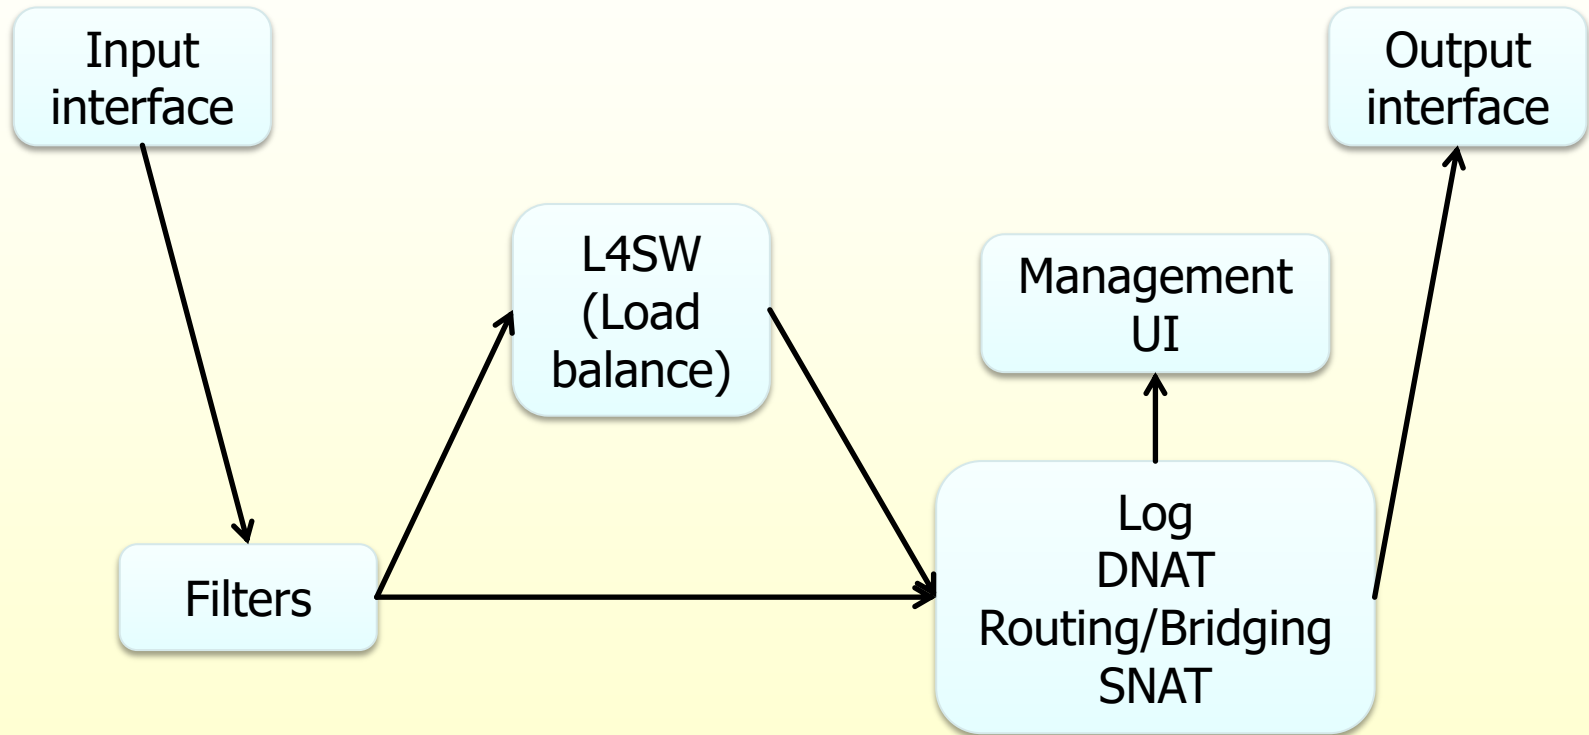 Input
interface
Output
interface
L4SW
(Load
balance)
Management
UI
Filters
Log
DNAT
Routing/Bridging
SNAT